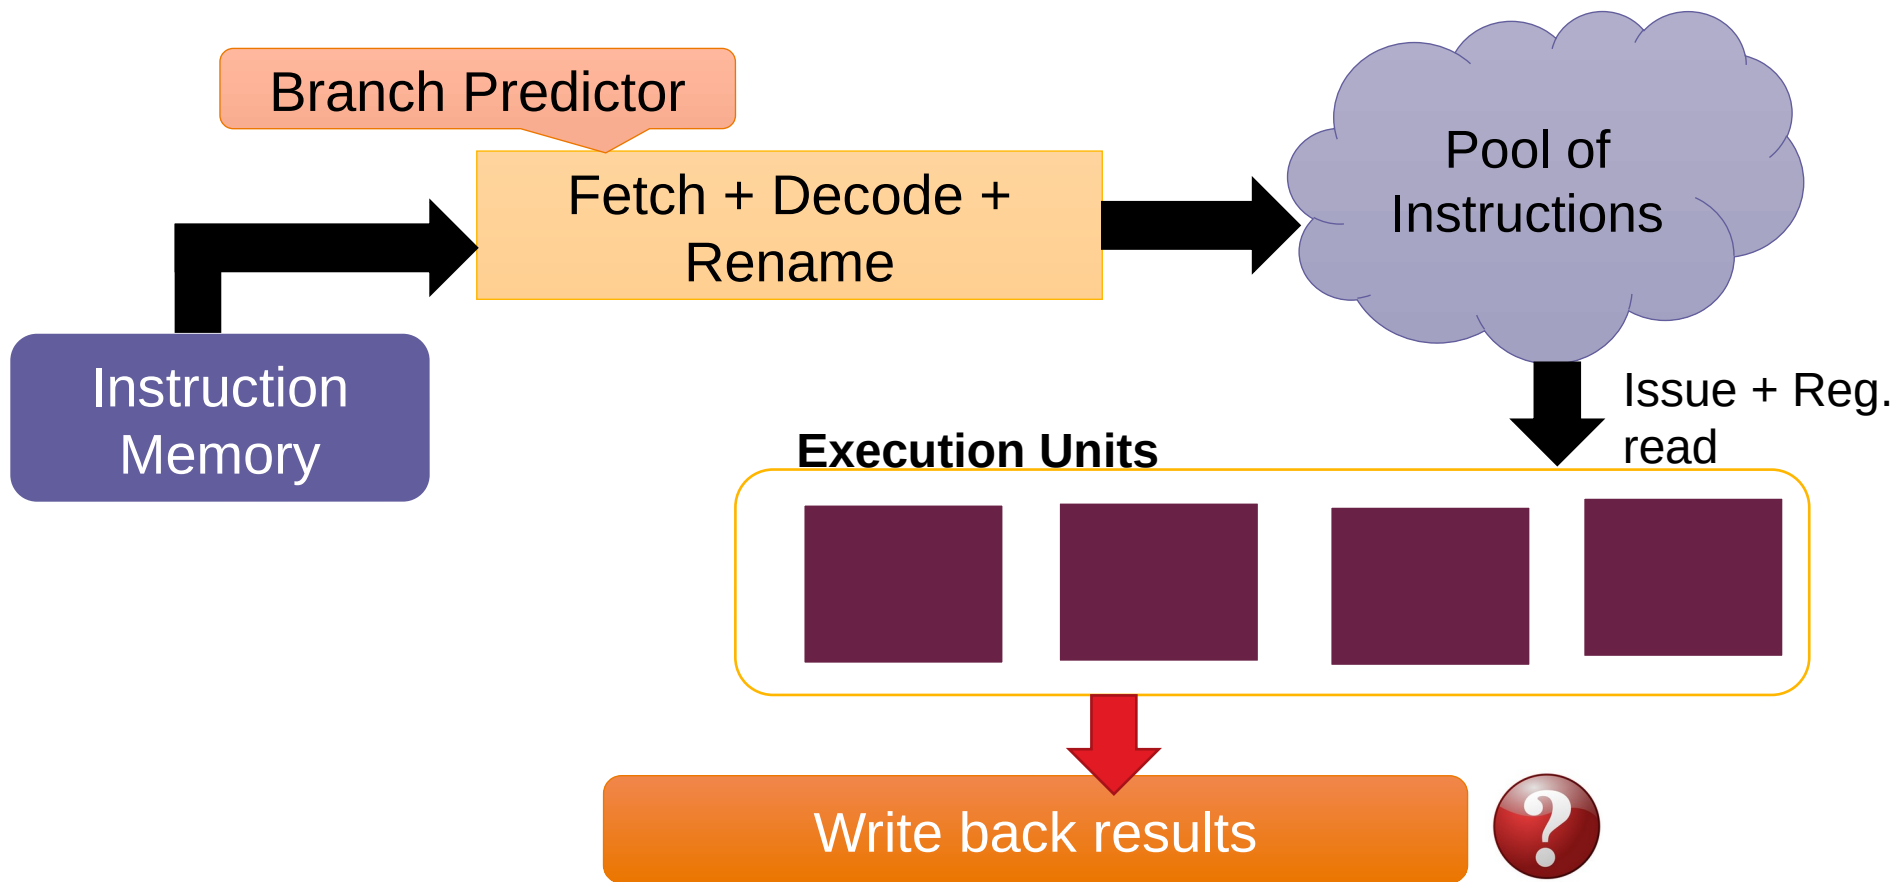 Branch Predictor
Fetch + Decode +
Rename
Pool of
Instructions
Instruction
Memory
Issue + Reg.
read
Execution Units
Write back results
?